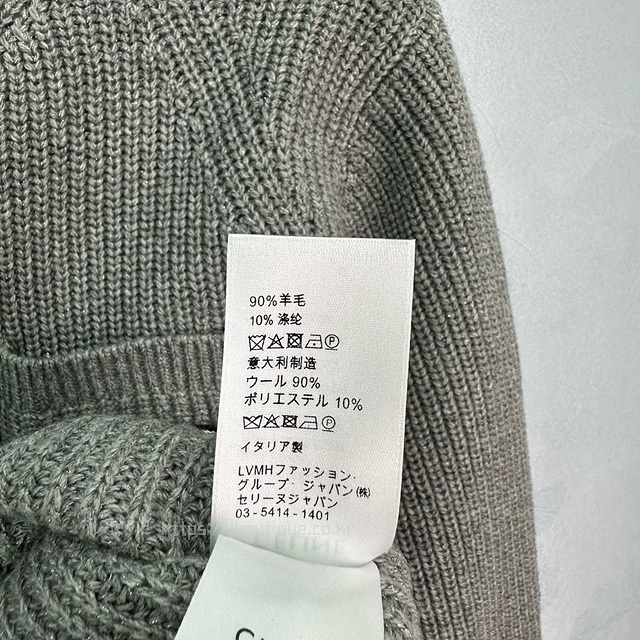 90%羊毛
10% 涤纶
意大利制造
ウール 90%
ポリエステル 10%
イタリア製
LVMHファッション・
グループ・ジャパン㈱
セリーヌジャパン
03-5414-1401